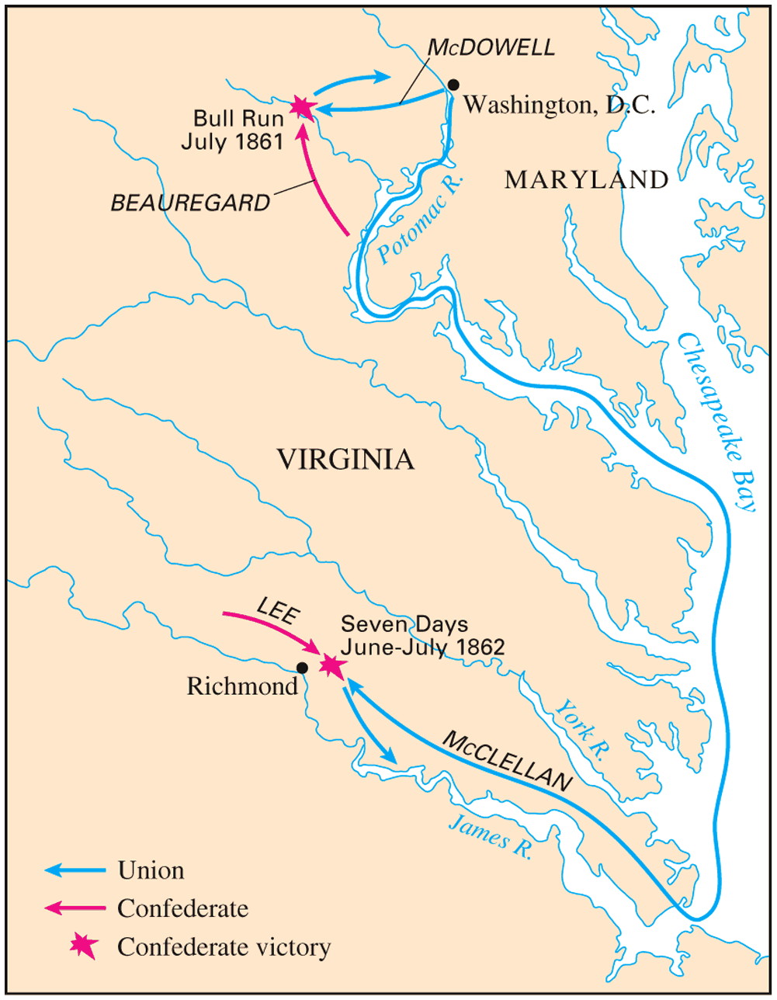 McDOWELL
Washington, D.C.
Bull Run
July 1861
MARYLAND
BEAUREGARD
Potomac R.
Chesapeake Bay
VIRGINIA
LEE
Seven Days
June-July 1862
Richmond
York R.
McCLELLAN
James R.
Union
Confederate
Confederate victory